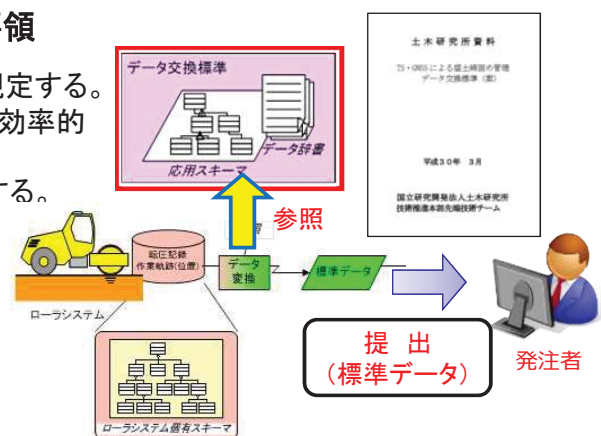 領
規定する。
効率的
する。
データ交換標準
データ辞書
応用スキーマ
土木研究所資料
TS・GNSSによる盛土締固め管理
データ交換標準（案）
平成30年 3月
国立研究開発法人土木研究所
技術推進本部先端技術チーム
参照
転圧記録
作業軌跡(位置)
データ
変換
標準データ
ローラシステム
提 出
（標準データ）
発注者
ローラシステム個有スキーマ